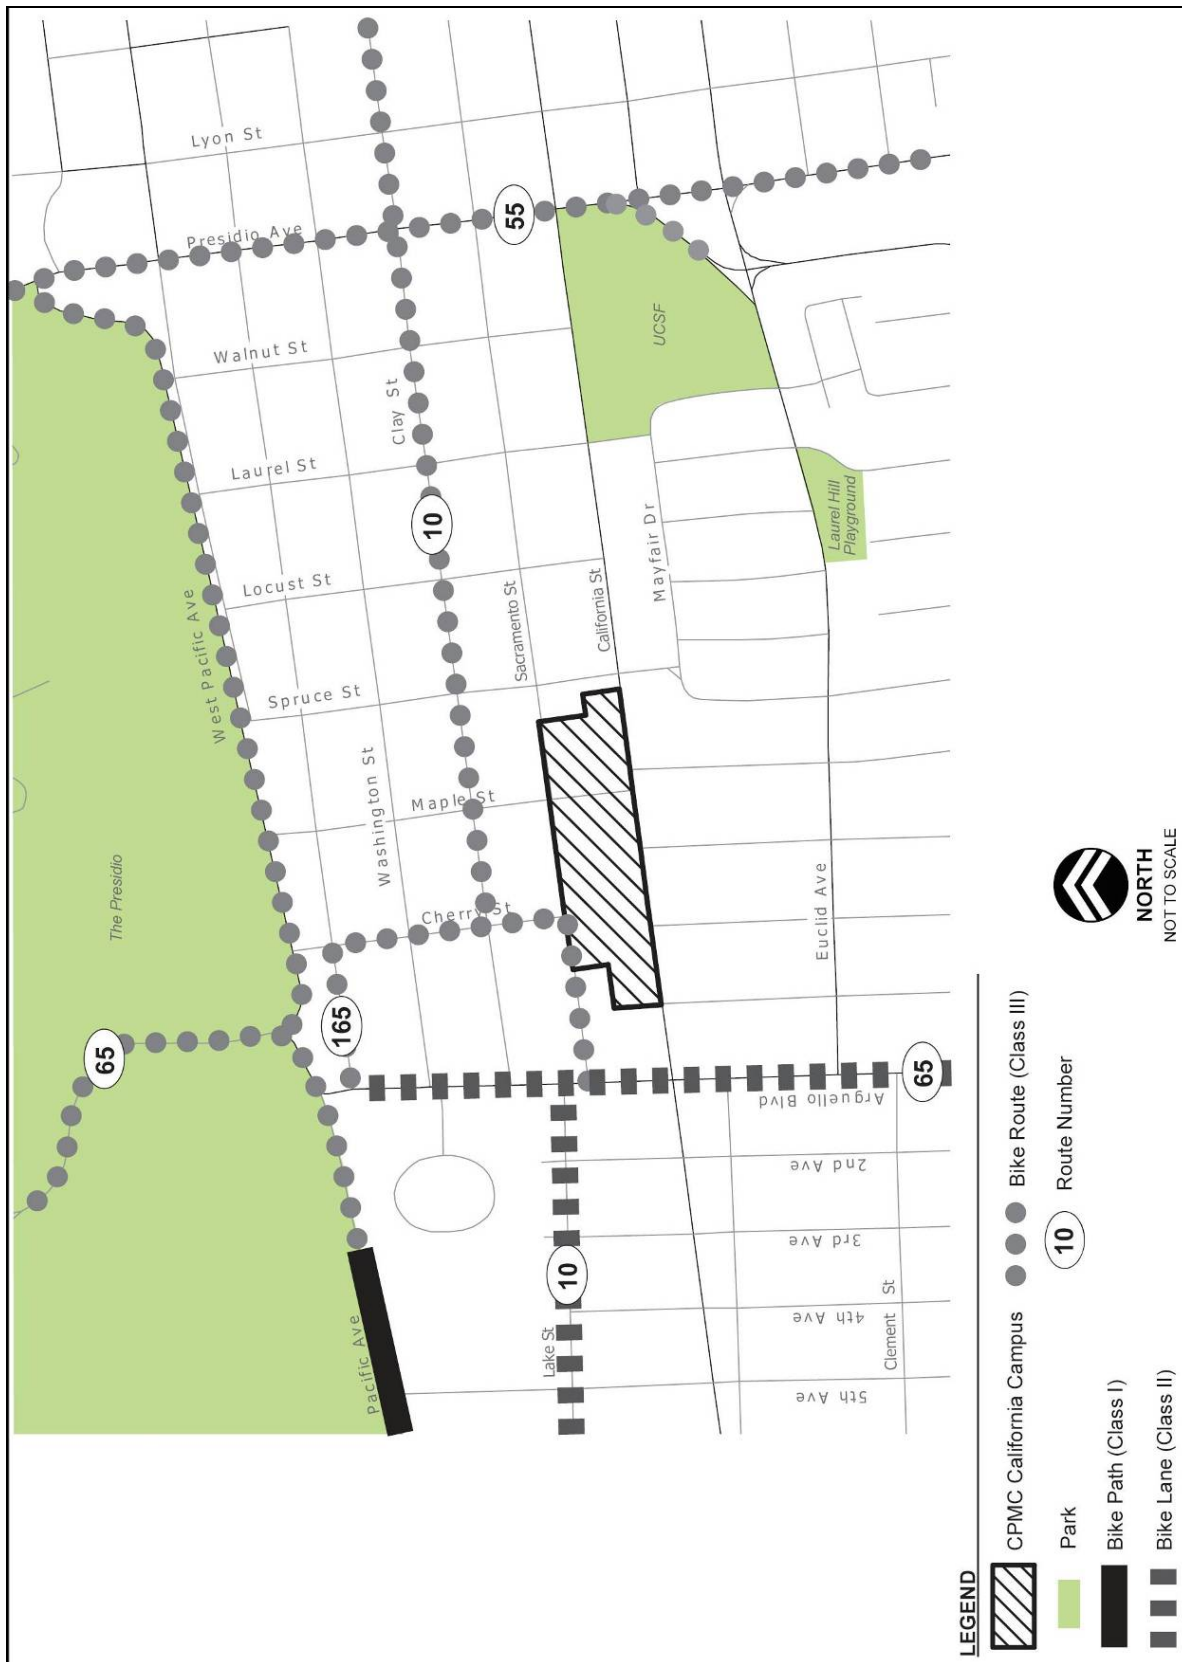 Lyon St
Presidio Ave
55
Walnut St
UCSF
Clay St
Laurel St
10
Laurel Hill
Playground
Mayfair Dr
Locust St
Sacramento St
California St
West Pacific Ave
Spruce St
Washington St
Maple St
The Presidio
Cherry St
Euclid Ave
165
65
65
Arguello Blvd
2nd Ave
3rd Ave
10
4th Ave
Clement St
Lake St
Pacific Ave
5th Ave
NORTH
NOT TO SCALE
LEGEND
CPMC California Campus
Park
Bike Path (Class I)
Bike Lane (Class II)
Bike Route (Class III)
10 Route Number